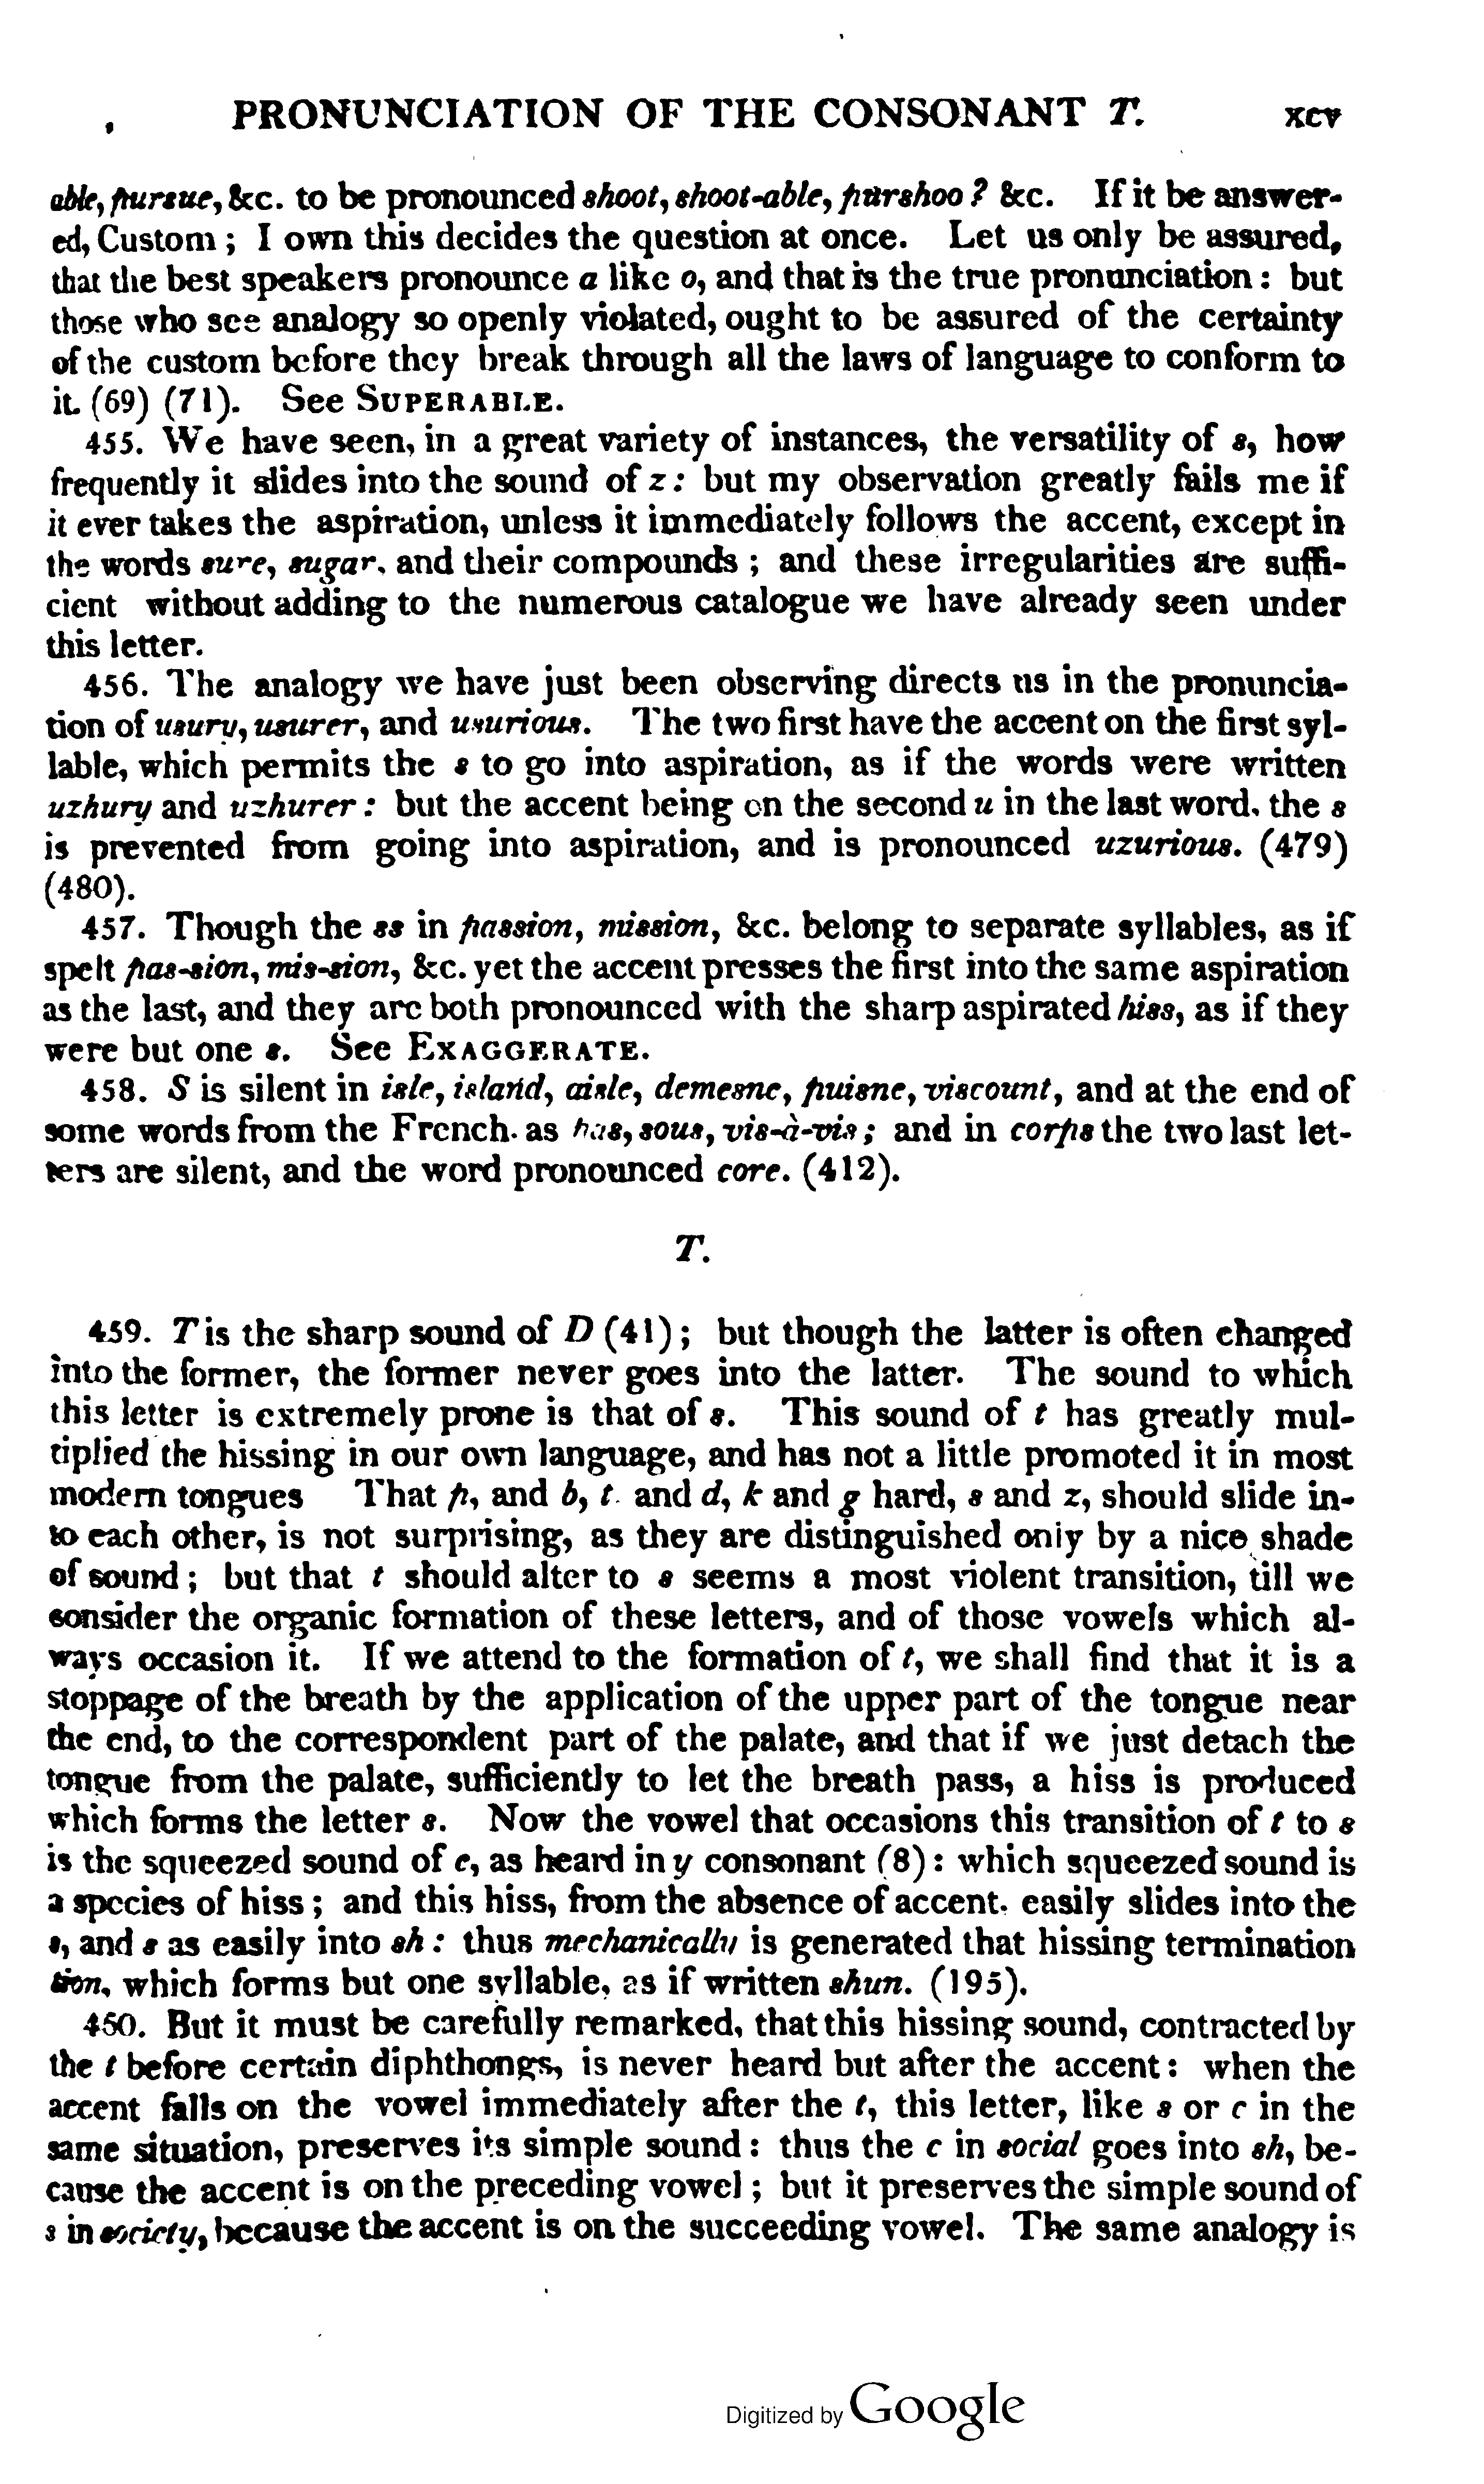 PRONUNCIATION OF THE CONSONANT T. xcv
able, pursue, &c. to be pronounced shoot, shoot-able, purshoo? &c. If it be answer-
ed, Custom; I own this decides the question at once. Let us only be assured,
that the best speakers pronounce a like o, and that is the true pronunciation: but
those who see analogy so openly violated, ought to be assured of the certainty
of the custom before they break through all the laws of language to conform to
it. (69) (71). See SUPERABLE.
455. We have seen, in a great variety of instances, the versatility of s, how
frequently it slides into the sound of z: but my observation greatly fails me if
it ever takes the aspiration, unless it immediately follows the accent, except in
the words sure, sugar, and their compounds; and these irregularities are suffi-
cient without adding to the numerous catalogue we have already seen under
this letter.
456. The analogy we have just been observing directs us in the pronuncia-
tion of usury, usurer, and usurious. The two first have the accent on the first syl-
lable, which permits the s to go into aspiration, as if the words were written
uzhury and uzhurer: but the accent being on the second u in the last word, the s
is prevented from going into aspiration, and is pronounced uzurious. (479)
(480).
457. Though the ss in passion, mission, &c. belong to separate syllables, as if
spelt pas-sion, mis-sion, &c. yet the accent presses the first into the same aspiration
as the last, and they are both pronounced with the sharp aspirated hiss, as if they
were but one s. See EXAGGERATE.
458. S is silent in isle, island, aisle, demesne, puisne, viscount, and at the end of
some words from the French. as pas, sous, vis-à-vis; and in corps the two last let-
ters are silent, and the word pronounced core. (412).
T.
459. T is the sharp sound of D (41); but though the latter is often changed
into the former, the former never goes into the latter. The sound to which
this letter is extremely prone is that of s. This sound of t has greatly mul-
tiplied the hissing in our own language, and has not a little promoted it in most
modern tongues That p, and b, t. and d, k and g hard, s and z, should slide in-
to each other, is not surprising, as they are distinguished only by a nice shade
of sound; but that t should alter to s seems a most violent transition, till we
consider the organic formation of these letters, and of those vowels which al-
ways occasion it. If we attend to the formation of t, we shall find that it is a
stoppage of the breath by the application of the upper part of the tongue near
the end, to the correspondent part of the palate, and that if we just detach the
tongue from the palate, sufficiently to let the breath pass, a hiss is produced
which forms the letter s. Now the vowel that occasions this transition of t to s
is the squeezed sound of e, as heard in y consonant (8): which squeezed sound is
a species of hiss; and this hiss, from the absence of accent, easily slides into the
s, and s as easily into sh: thus mechanically is generated that hissing termination
tion, which forms but one syllable, as if written shun. (195).
450. But it must be carefully remarked, that this hissing sound, contracted by
the t before certain diphthongs, is never heard but after the accent: when the
accent falls on the vowel immediately after the t, this letter, like s or c in the
same situation, preserves its simple sound: thus the c in social goes into sh, be-
cause the accent is on the preceding vowel; but it preserves the simple sound of
s in society, because the accent is on the succeeding vowel. The same analogy is
Digitized by Google